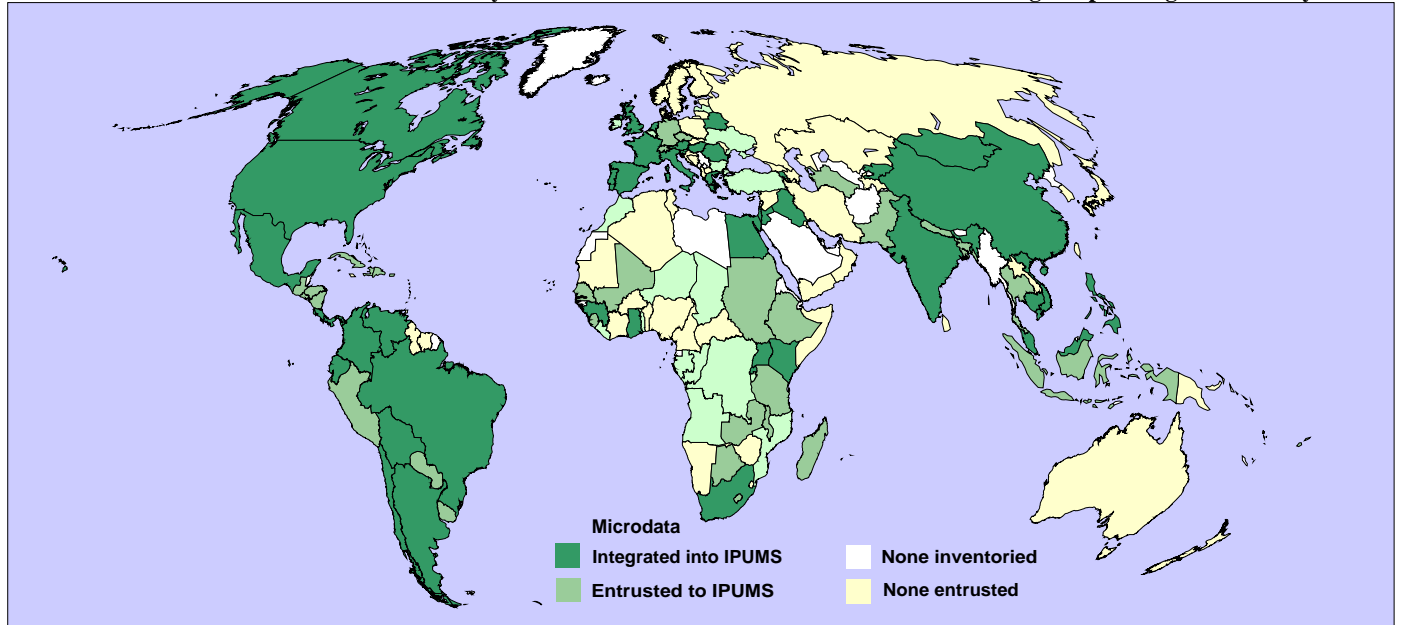 Microdata
Integrated into IPUMS
Entrusted to IPUMS
None inventoried
None entrusted